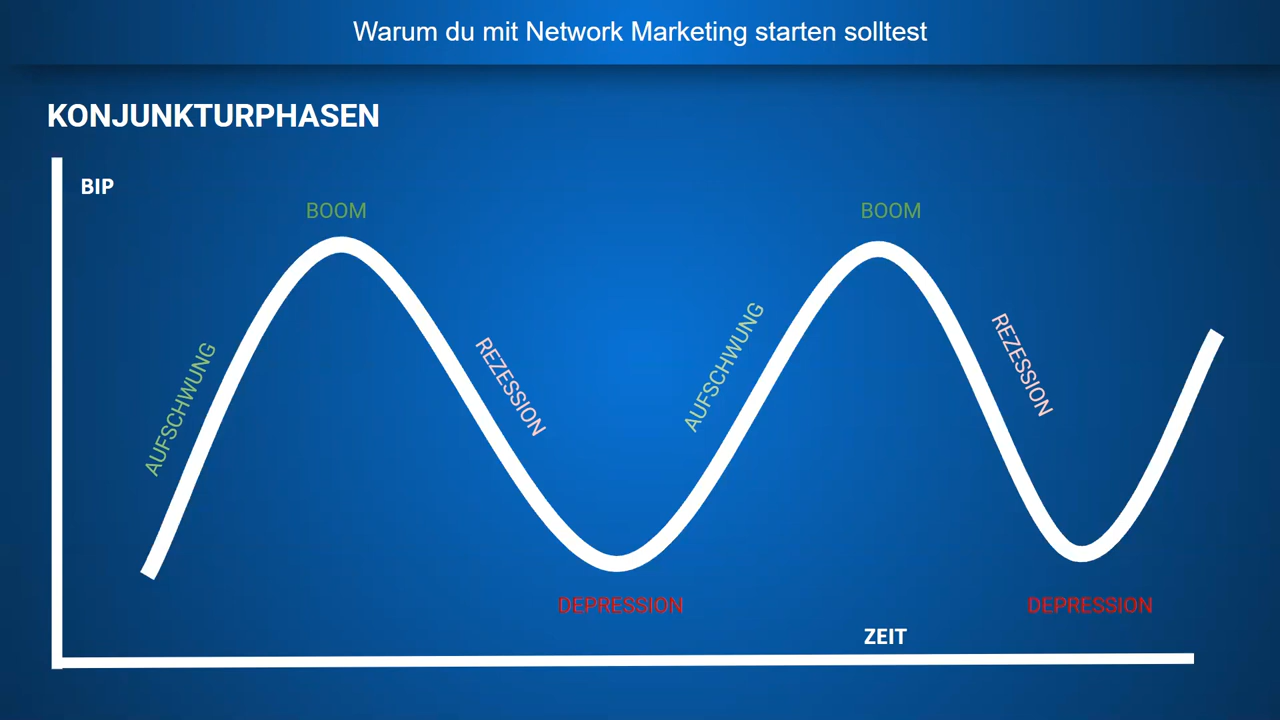 Warum du mit Network Marketing starten solltest
KONJUNKTURPHASEN
BIP
BOOM
BOOM
AUFSCHWUNG
REZESSION
AUFSCHWUNG
REZESSION
DEPRESSION
DEPRESSION
ZEIT